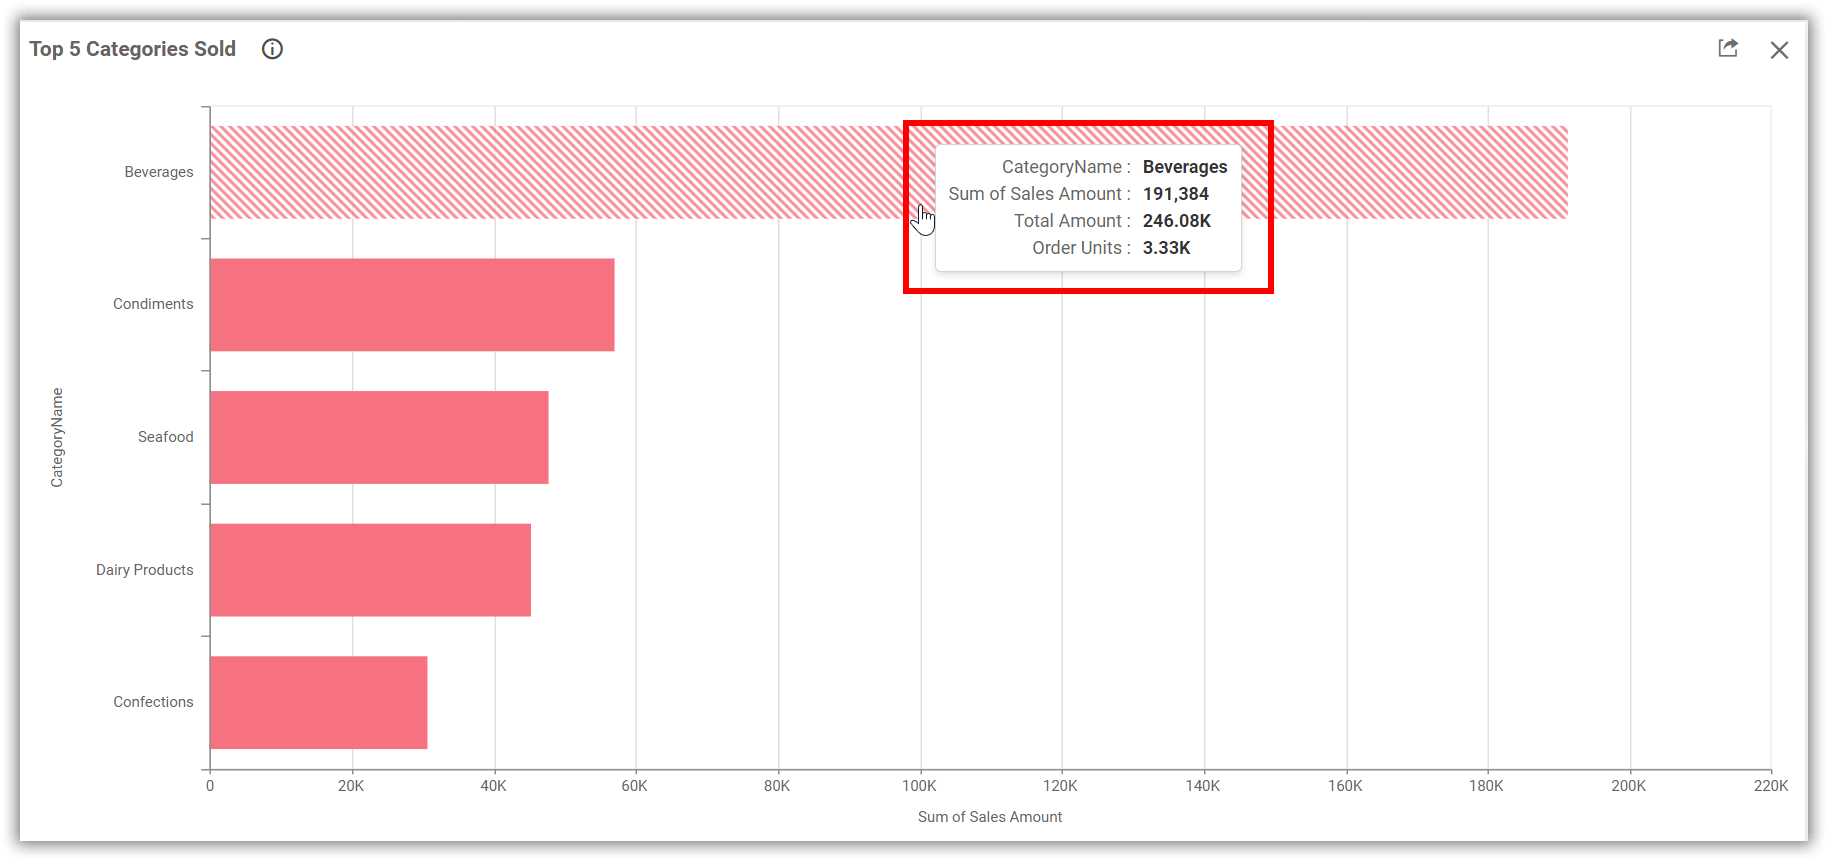 Top 5 Categories Sold
Beverages
CategoryName : Beverages
Sum of Sales Amount : 191,384
Total Amount : 246.08K
Order Units : 3.33K
Condiments
Seafood
Dairy Products
Confections
CategoryName
0 20K 40K 60K 80K 100K 120K 140K 160K 180K 200K 220K
Sum of Sales Amount